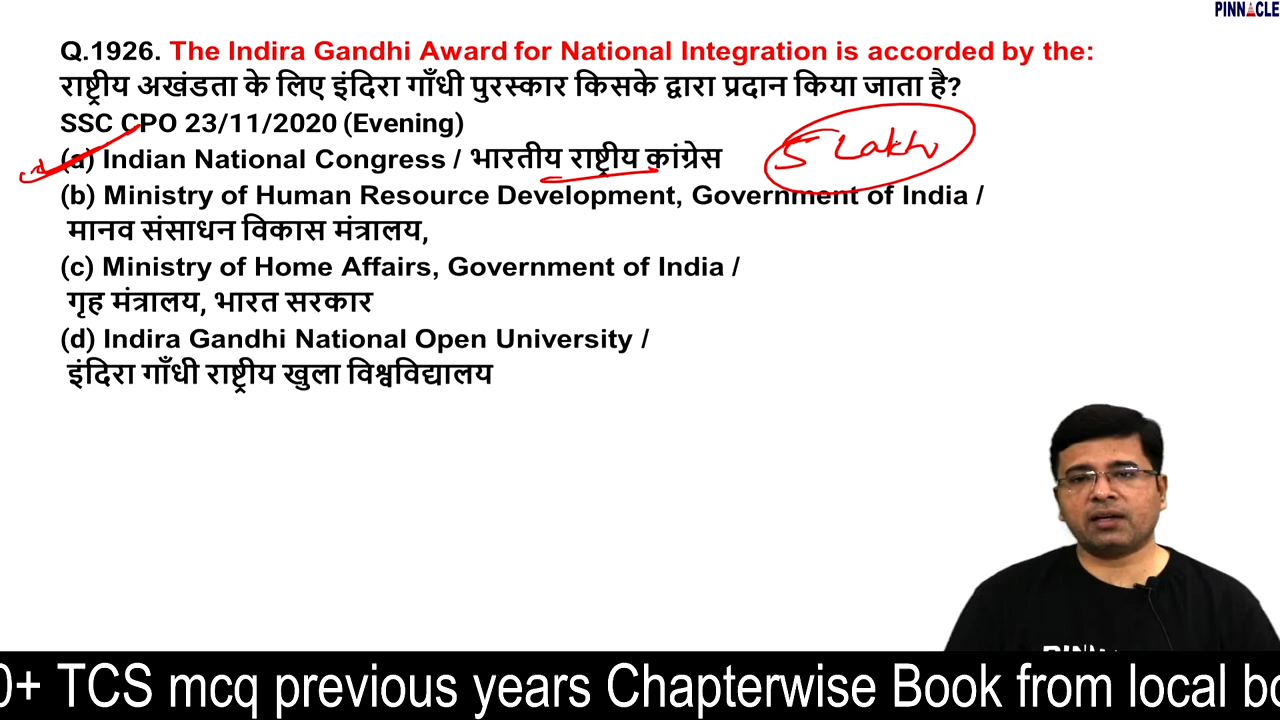 PINNACLE
Q.1926. The Indira Gandhi Award for National Integration is accorded by the:
राष्ट्रीय अखंडता के लिए इंदिरा गाँधी पुरस्कार किसके द्वारा प्रदान किया जाता है?
SSC CPO 23/11/2020 (Evening)
(a) Indian National Congress / भारतीय राष्ट्रीय कांग्रेस
5 Lakh
(b) Ministry of Human Resource Development, Government of India /
मानव संसाधन विकास मंत्रालय,
(c) Ministry of Home Affairs, Government of India /
गृह मंत्रालय, भारत सरकार
(d) Indira Gandhi National Open University /
इंदिरा गाँधी राष्ट्रीय खुला विश्वविद्यालय
PINNACLE
0+ TCS mcq previous years Chapterwise Book from local bo